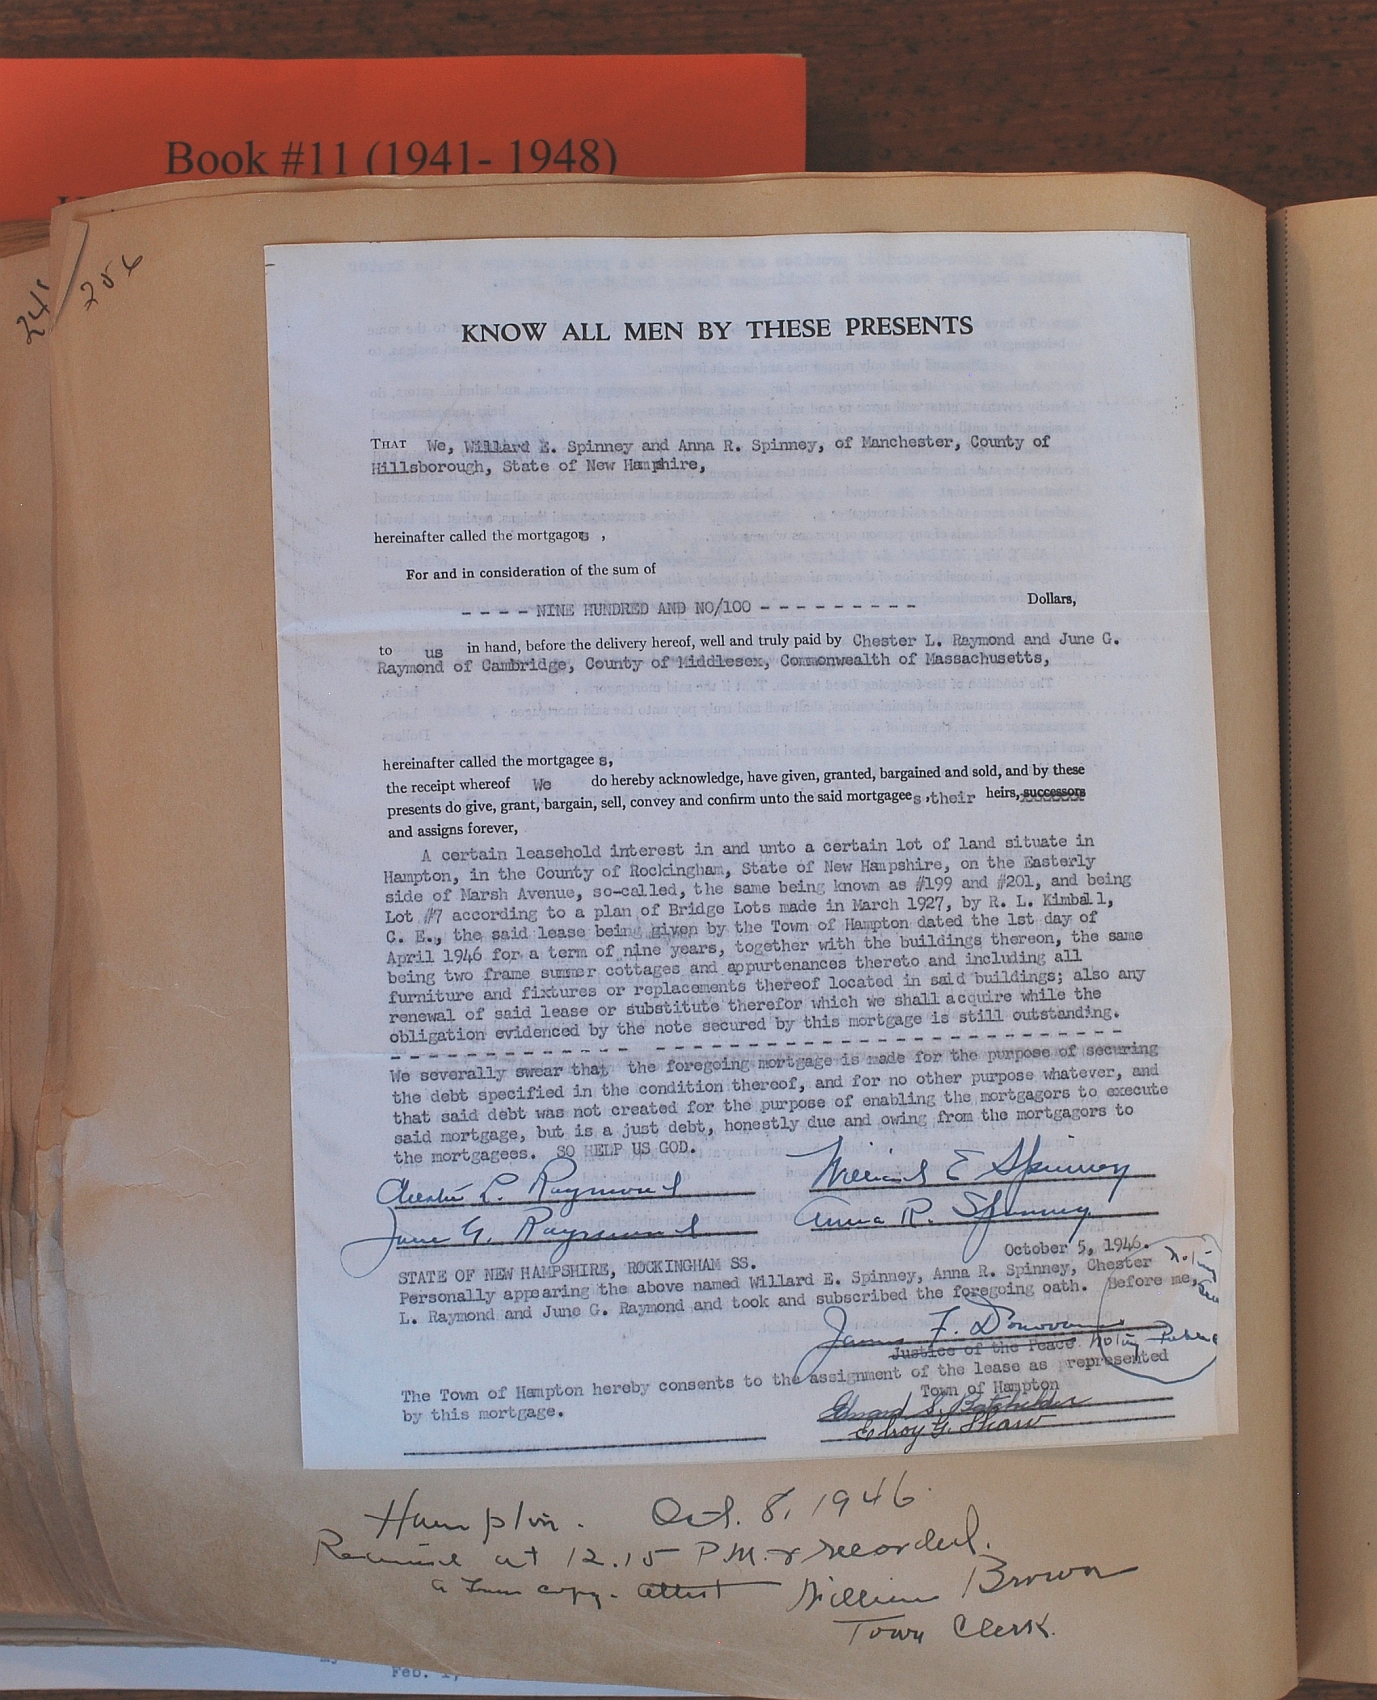 Book #11 (1941- 1948)
241
256
KNOW ALL MEN BY THESE PRESENTS
THAT We, Willard E. Spinney and Anna R. Spinney, of Manchester, County of
Hillsborough, State of New Hampshire,
hereinafter called the mortgagors ,
For and in consideration of the sum of
- - - - NINE HUNDRED AND NO/100 - - - - - - - - - Dollars,
to us in hand, before the delivery hereof, well and truly paid by Chester L. Raymond and June G.
Raymond of Cambridge, County of Middlesex, Commonwealth of Massachusetts,
hereinafter called the mortgagee s,
the receipt whereof We do hereby acknowledge, have given, granted, bargained and sold, and by these
presents do give, grant, bargain, sell, convey and confirm unto the said mortgagees ,their heirs, successors
and assigns forever,
A certain leasehold interest in and unto a certain lot of land situate in
Hampton, in the County of Rockingham, State of New Hampshire, on the Easterly
side of Marsh Avenue, so-called, the same being known as #199 and #201, and being
Lot #7 according to a plan of Bridge Lots made in March 1927, by R. L. Kimball,
C. E., the said lease being given by the Town of Hampton dated the 1st day of
April 1946 for a term of nine years, together with the buildings thereon, the same
being two frame summer cottages and appurtenances thereto and including all
furniture and fixtures or replacements thereof located in said buildings; also any
renewal of said lease or substitute therefor which we shall acquire while the
obligation evidenced by the note secured by this mortgage is still outstanding.
We severally swear that the foregoing mortgage is made for the purpose of securing
the debt specified in the condition thereof, and for no other purpose whatever, and
that said debt was not created for the purpose of enabling the mortgagors to execute
said mortgage, but is a just debt, honestly due and owing from the mortgagors to
the mortgagees. SO HELP US GOD.
Chester L. Raymond Willard E Spinney
June G. Raymond Anna R. Spinney
October 5, 1946.
STATE OF NEW HAMPSHIRE, ROCKINGHAM SS.
Personally appearing the above named Willard E. Spinney, Anna R. Spinney, Chester
L. Raymond and June G. Raymond and took and subscribed the foregoing oath. Before me,
James F. Donovan
Justice of the Peace Notary Public
The Town of Hampton hereby consents to the assignment of the lease as represented
by this mortgage. Town of Hampton
Edward S. Batchelder
Elroy G. Shaw
Hampton. Oct. 8, 1946.
Received at 12.15 P.M. & recorded.
a true copy. attest William Brown
Town Clerk.
Feb. 1,